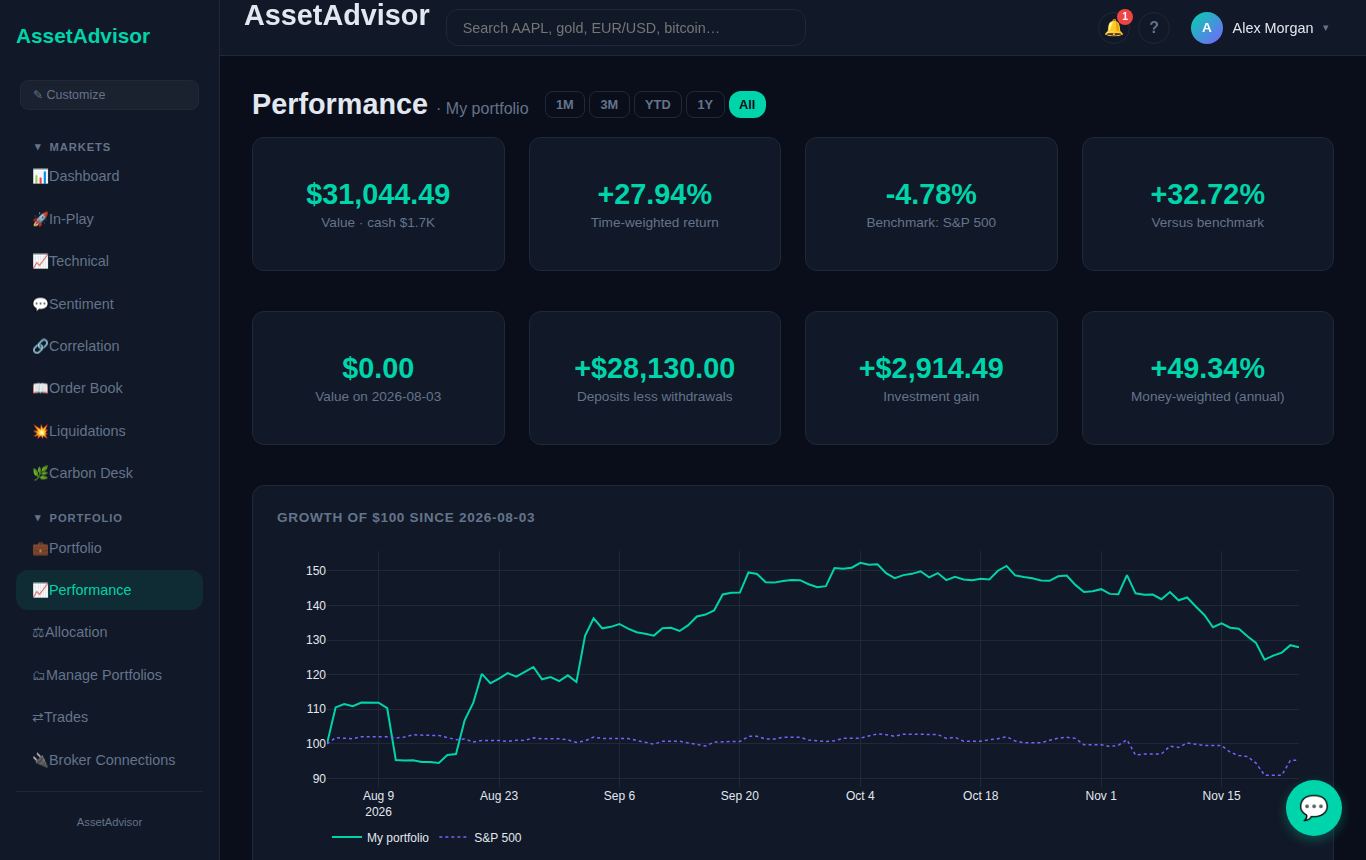 AssetAdvisor
✎ Customize
▼ MARKETS
📊Dashboard
🚀In-Play
📈Technical
💬Sentiment
🔗Correlation
📖Order Book
💥Liquidations
🌿Carbon Desk
▼ PORTFOLIO
💼Portfolio
📈Performance
⚖Allocation
🗂Manage Portfolios
⇄Trades
🔌Broker Connections
AssetAdvisor
AssetAdvisor
Search AAPL, gold, EUR/USD, bitcoin…
🔔 1
?
A Alex Morgan ▾
Performance · My portfolio
1M 3M YTD 1Y All
$31,044.49
Value · cash $1.7K
+27.94%
Time-weighted return
-4.78%
Benchmark: S&P 500
+32.72%
Versus benchmark
$0.00
Value on 2026-08-03
+$28,130.00
Deposits less withdrawals
+$2,914.49
Investment gain
+49.34%
Money-weighted (annual)
GROWTH OF $100 SINCE 2026-08-03
150
140
130
120
110
100
90
Aug 9 Aug 23 Sep 6 Sep 20 Oct 4 Oct 18 Nov 1 Nov 15
2026
My portfolio S&P 500
💬